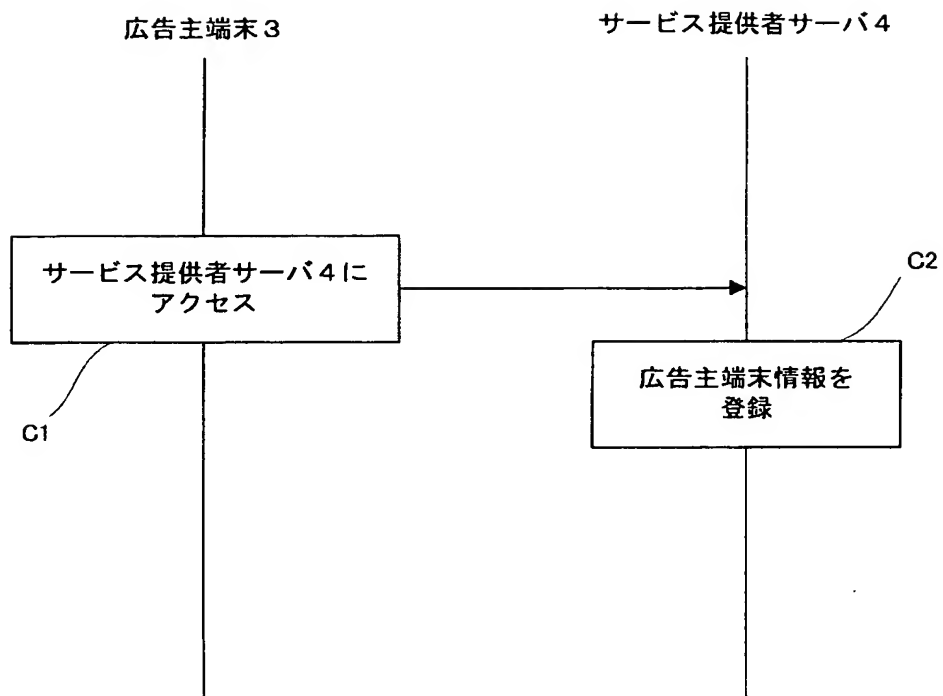 広告主端末3
サービス提供者サーバ4
サービス提供者サーバ4に
アクセス
C1
C2
広告主端末情報を
登録